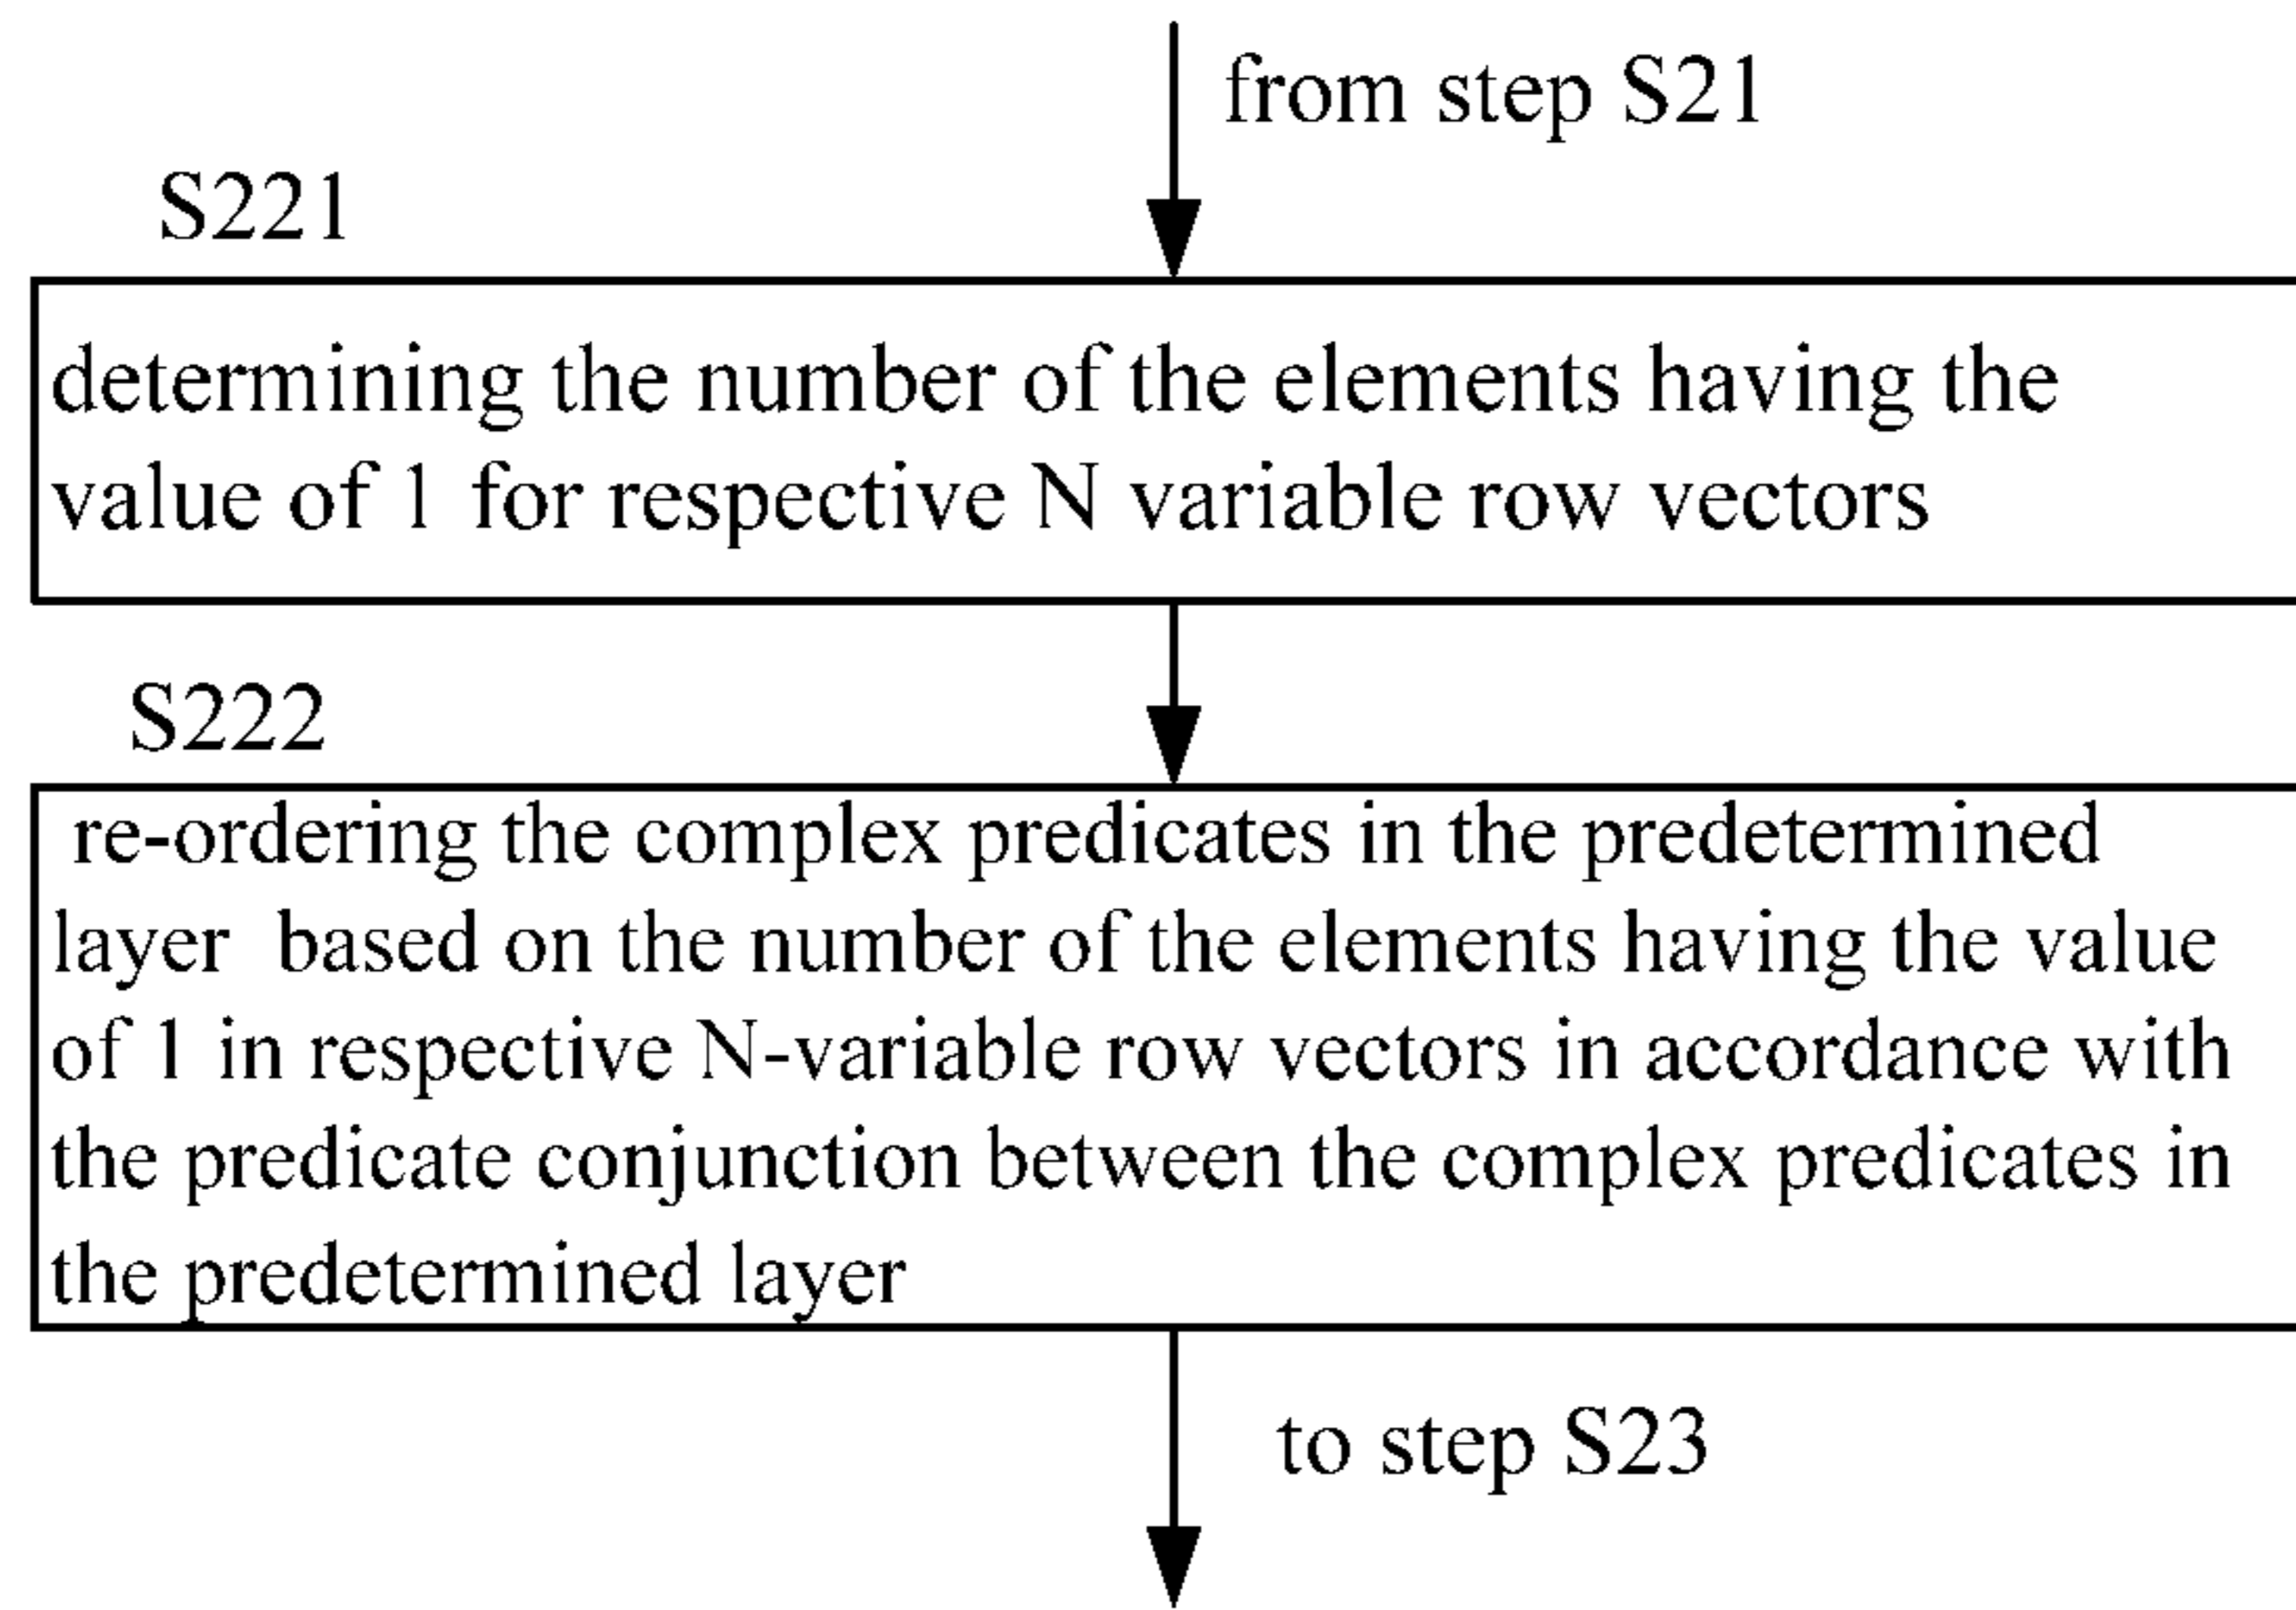 from step S21
S221
determining the number of the elements having the
value of 1 for respective N variable row vectors
S222
re-ordering the complex predicates in the predetermined
layer based on the number of the elements having the value
of 1 in respective N-variable row vectors in accordance with
the predicate conjunction between the complex predicates in
the predetermined layer
to step S23